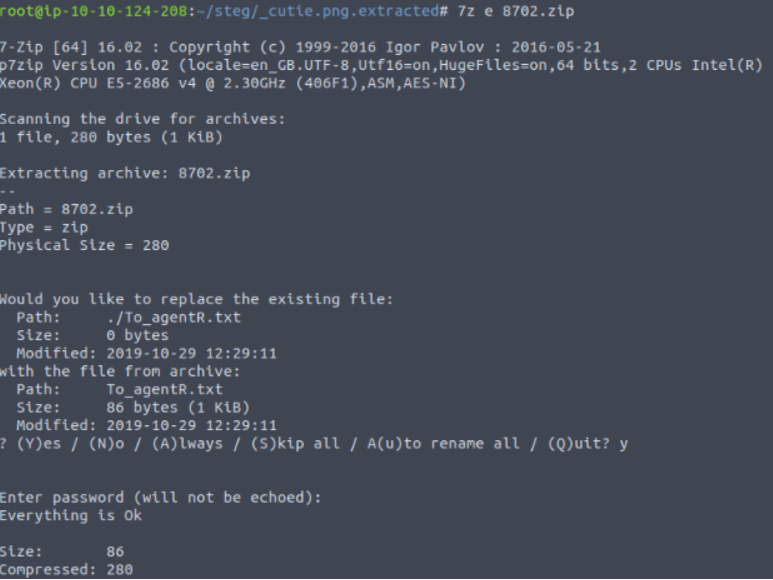 root@ip-10-10-124-208:~/steg/_cutie.png.extracted# 7z e 8702.zip
7-Zip [64] 16.02 : Copyright (c) 1999-2016 Igor Pavlov : 2016-05-21
p7zip Version 16.02 (locale=en_GB.UTF-8,Utf16=on,HugeFiles=on,64 bits,2 CPUs Intel(R)
Xeon(R) CPU E5-2686 v4 @ 2.30GHz (406F1),ASM,AES-NI)
Scanning the drive for archives:
1 file, 280 bytes (1 KiB)
Extracting archive: 8702.zip
--
Path = 8702.zip
Type = zip
Physical Size = 280
Would you like to replace the existing file:
  Path:     ./To_agentR.txt
  Size:     0 bytes
  Modified: 2019-10-29 12:29:11
with the file from archive:
  Path:     To_agentR.txt
  Size:     86 bytes (1 KiB)
  Modified: 2019-10-29 12:29:11
? (Y)es / (N)o / (A)lways / (S)kip all / A(u)to rename all / (Q)uit? y
Enter password (will not be echoed):
Everything is Ok
Size:       86
Compressed: 280